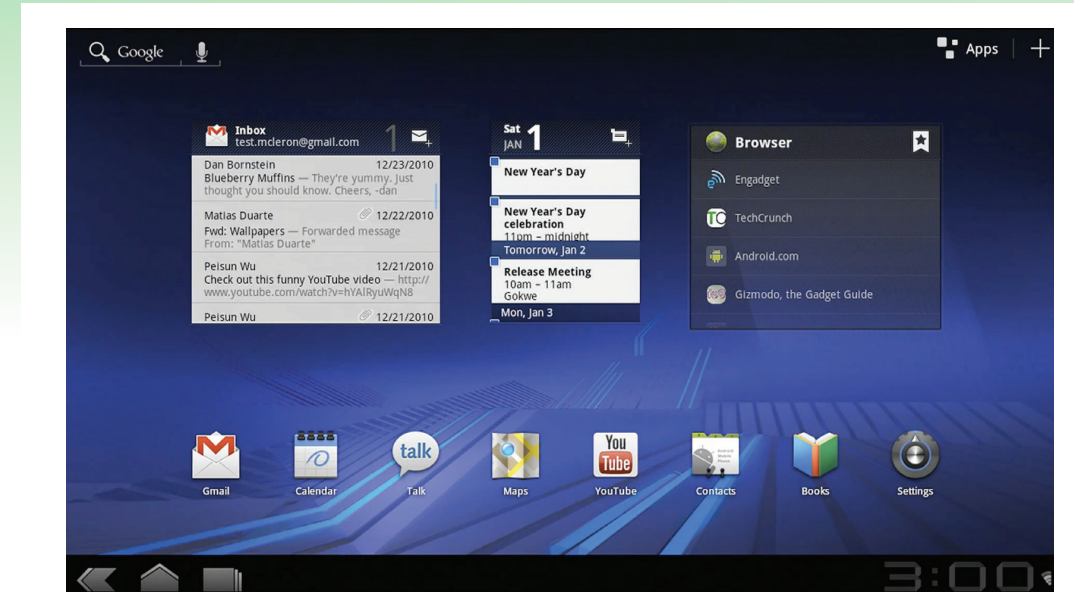 Google
Apps
Inbox
test.mcleron@gmail.com
1
Dan Bornstein 12/23/2010
Blueberry Muffins — They're yummy. Just
thought you should know. Cheers, -dan
Matias Duarte 12/22/2010
Fwd: Wallpapers — Forwarded message
From: "Matias Duarte"
Peisun Wu 12/21/2010
Check out this funny YouTube video — http://
www.youtube.com/watch?v=hYAlRyuWqN8
Peisun Wu 12/21/2010
Sat
JAN
1
New Year's Day
New Year's Day
celebration
11pm – midnight
Tomorrow, Jan 2
Release Meeting
10am – 11am
Gokwe
Mon, Jan 3
Browser
Engadget
TechCrunch
Android.com
Gizmodo, the Gadget Guide
talk
You
Tube
Gmail
Calendar
Talk
Maps
YouTube
Contacts
Books
Settings
3:00